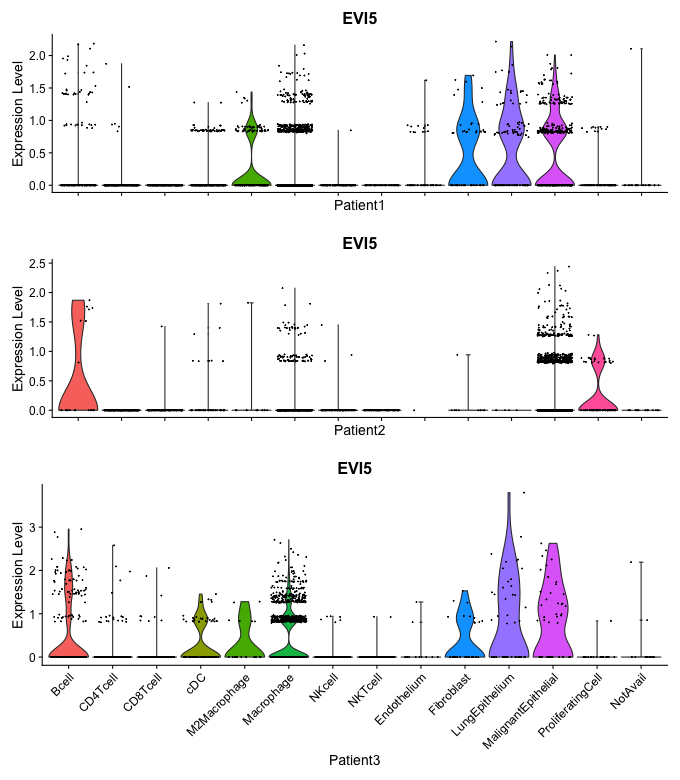 EVI5
Expression Level
2.0
1.5
1.0
0.5
0.0
Patient1
EVI5
Expression Level
2.5
2.0
1.5
1.0
0.5
0.0
Patient2
EVI5
Expression Level
3
2
1
0
Bcell
CD4Tcell
CD8Tcell
cDC
M2Macrophage
Macrophage
NKcell
NKTcell
Endothelium
Fibroblast
LungEpithelium
MalignantEpithelial
ProliferatingCell
NotAvail
Patient3